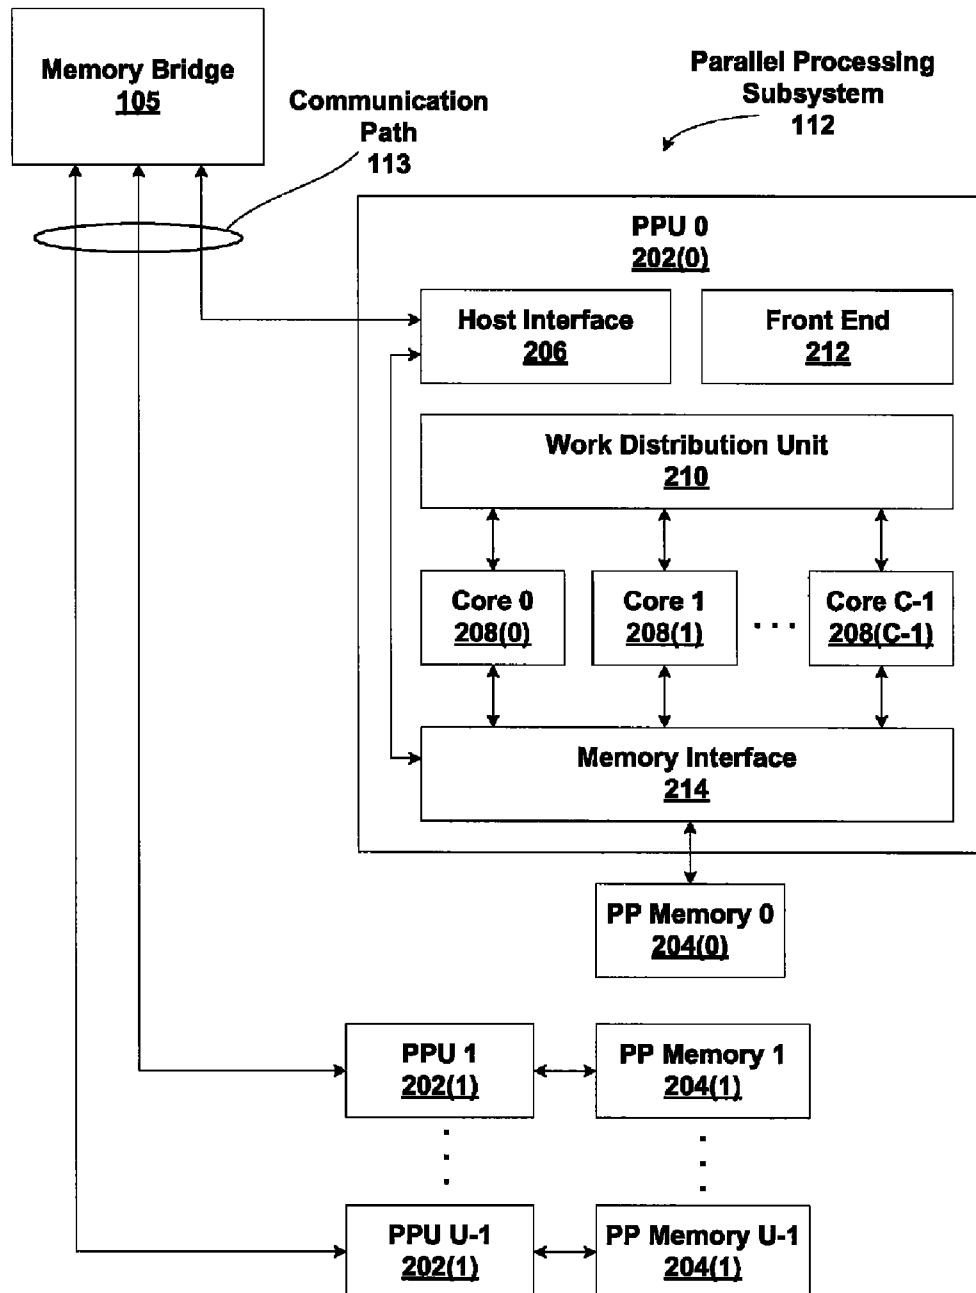 Memory Bridge
105
Communication
Path
113
Parallel Processing
Subsystem
112
PPU 0
202(0)
Host Interface
206
Front End
212
Work Distribution Unit
210
Core 0
208(0)
Core 1
208(1)
. . .
Core C-1
208(C-1)
Memory Interface
214
PP Memory 0
204(0)
PPU 1
202(1)
PP Memory 1
204(1)
PPU U-1
202(1)
PP Memory U-1
204(1)